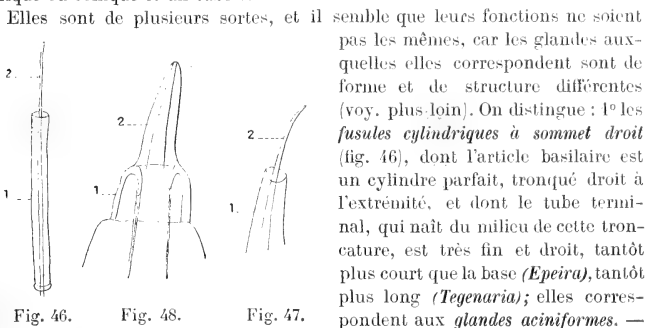 Elles sont de plusieurs sortes, et il semble que leurs fonctions ne soient
pas les mêmes, car les glandes aux-
quelles elles correspondent sont de
forme et de structure différentes
(voy. plus loin). On distingue : 1º les
fusules cylindriques à sommet droit
(fig. 46), dont l'article basilaire est
un cylindre parfait, tronqué droit à
l'extrémité, et dont le tube termi-
nal, qui naît du milieu de cette tron-
cature, est très fin et droit, tantôt
plus court que la base (Epeira), tantôt
plus long (Tegenaria); elles corres-
pondent aux glandes aciniformes. —
2
1
2
1
2
1
Fig. 46. Fig. 48. Fig. 47.